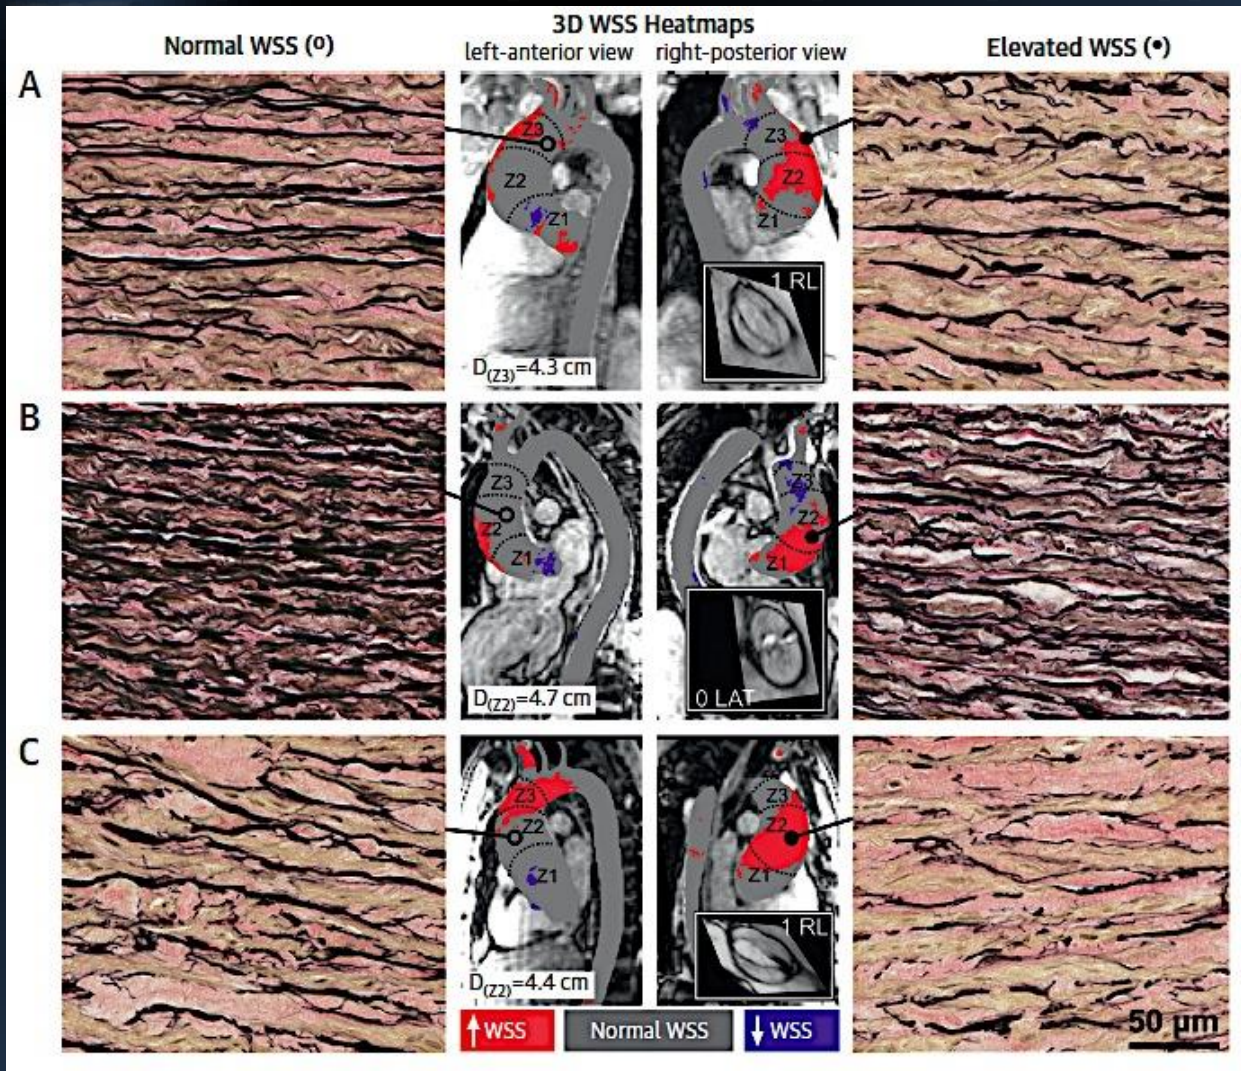 3D WSS Heatmaps
Normal WSS (o)
left-anterior view
right-posterior view
Elevated WSS (•)
A
Z3
Z2
Z1
D(Z3)=4.3 cm
Z3
Z2
Z1
1 RL
B
Z3
Z2
Z1
D(Z2)=4.7 cm
Z3
Z2
Z1
0 LAT
C
Z3
Z2
Z1
D(Z2)=4.4 cm
Z3
Z2
Z1
1 RL
↑ WSS
Normal WSS
↓ WSS
50 µm